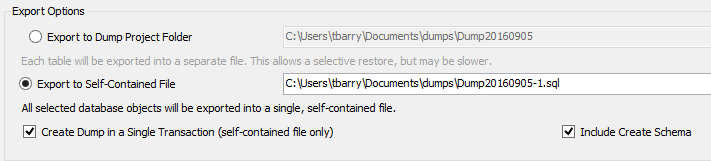 Export Options
Export to Dump Project Folder C:\Users\tbarry\Documents\dumps\Dump20160905
Each table will be exported into a separate file. This allows a selective restore, but may be slower.
Export to Self-Contained File C:\Users\tbarry\Documents\dumps\Dump20160905-1.sql
All selected database objects will be exported into a single, self-contained file.
Create Dump in a Single Transaction (self-contained file only) Include Create Schema